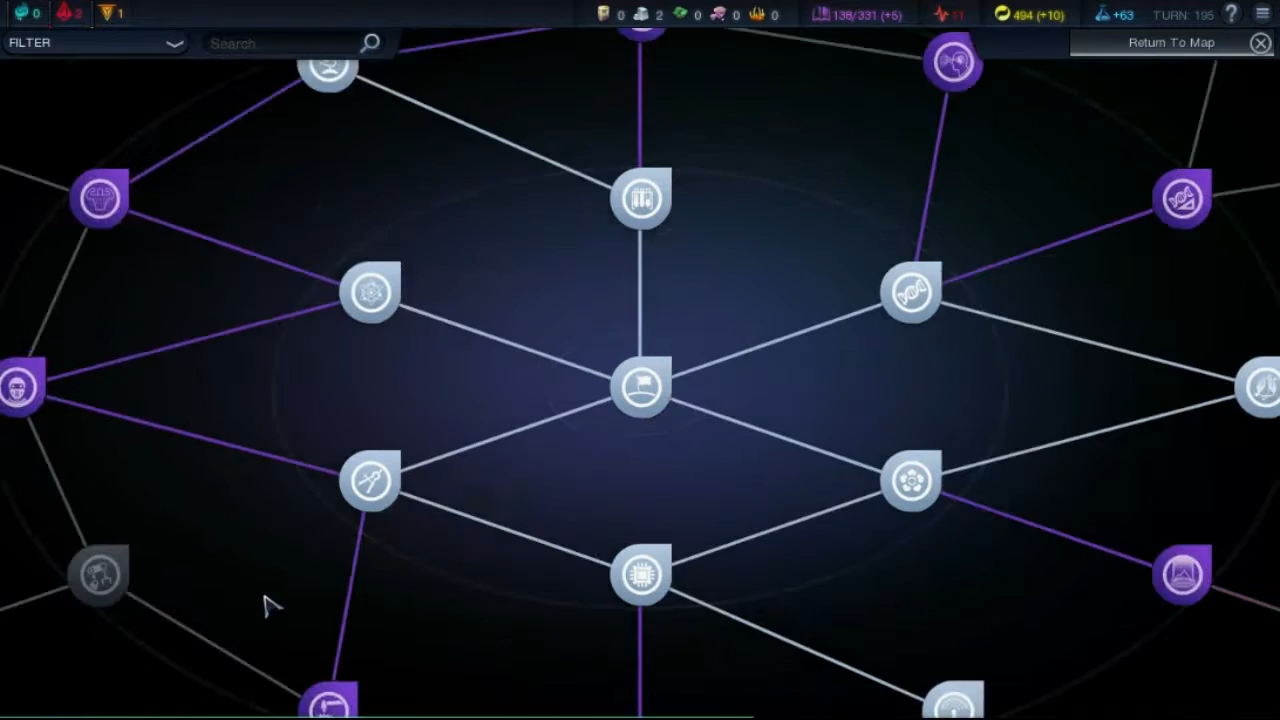 0 2 1 0 2 0 0 0 138/331 (+5) 11 494 (+10) +63 TURN: 195 ?
FILTER Search Return To Map